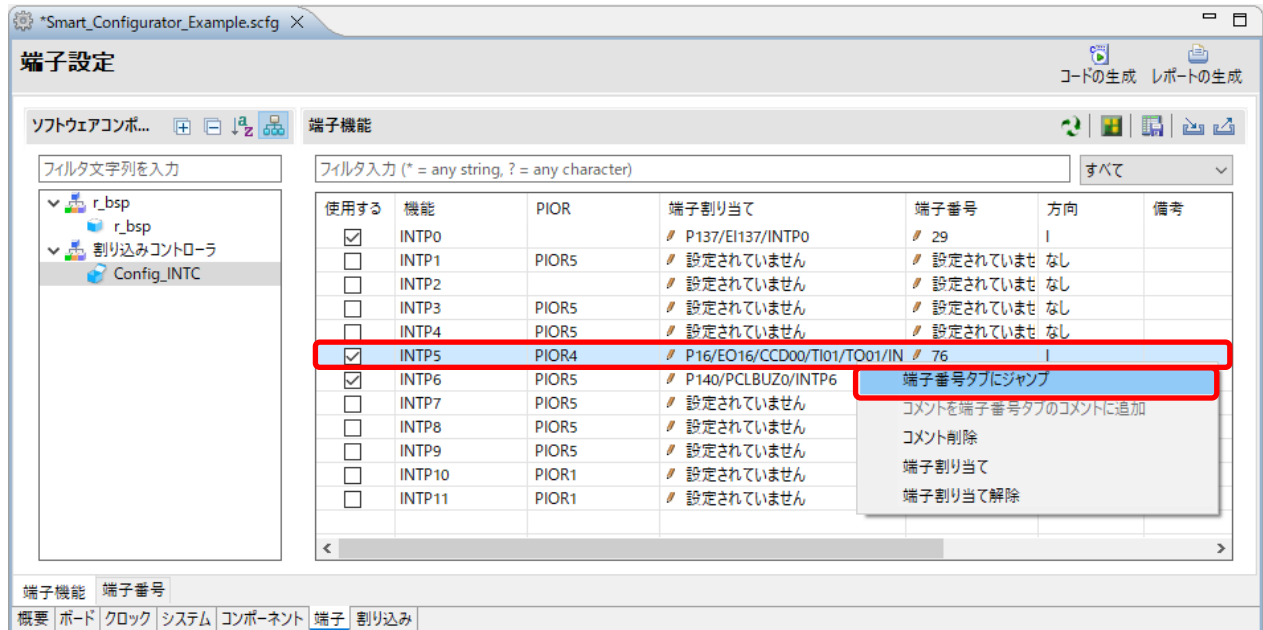 *Smart_Configurator_Example.scfg
端子設定
コードの生成 レポートの生成
ソフトウェアコンポ... 端子機能
フィルタ文字列を入力 フィルタ入力 (* = any string, ? = any character) すべて
r_bsp
r_bsp
割り込みコントローラ
Config_INTC
使用する 機能 PIOR 端子割り当て 端子番号 方向 備考
INTP0 P137/EI137/INTP0 29 I
INTP1 PIOR5 設定されていません 設定されていませ なし
INTP2 設定されていません 設定されていませ なし
INTP3 PIOR5 設定されていません 設定されていませ なし
INTP4 PIOR5 設定されていません 設定されていませ なし
INTP5 PIOR4 P16/EO16/CCD00/TI01/TO01/IN 76 I
INTP6 PIOR5 P140/PCLBUZ0/INTP6
INTP7 PIOR5 設定されていません
INTP8 PIOR5 設定されていません
INTP9 PIOR5 設定されていません
INTP10 PIOR1 設定されていません
INTP11 PIOR1 設定されていません
端子番号タブにジャンプ
コメントを端子番号タブのコメントに追加
コメント削除
端子割り当て
端子割り当て解除
端子機能 端子番号
概要 ボード クロック システム コンポーネント 端子 割り込み